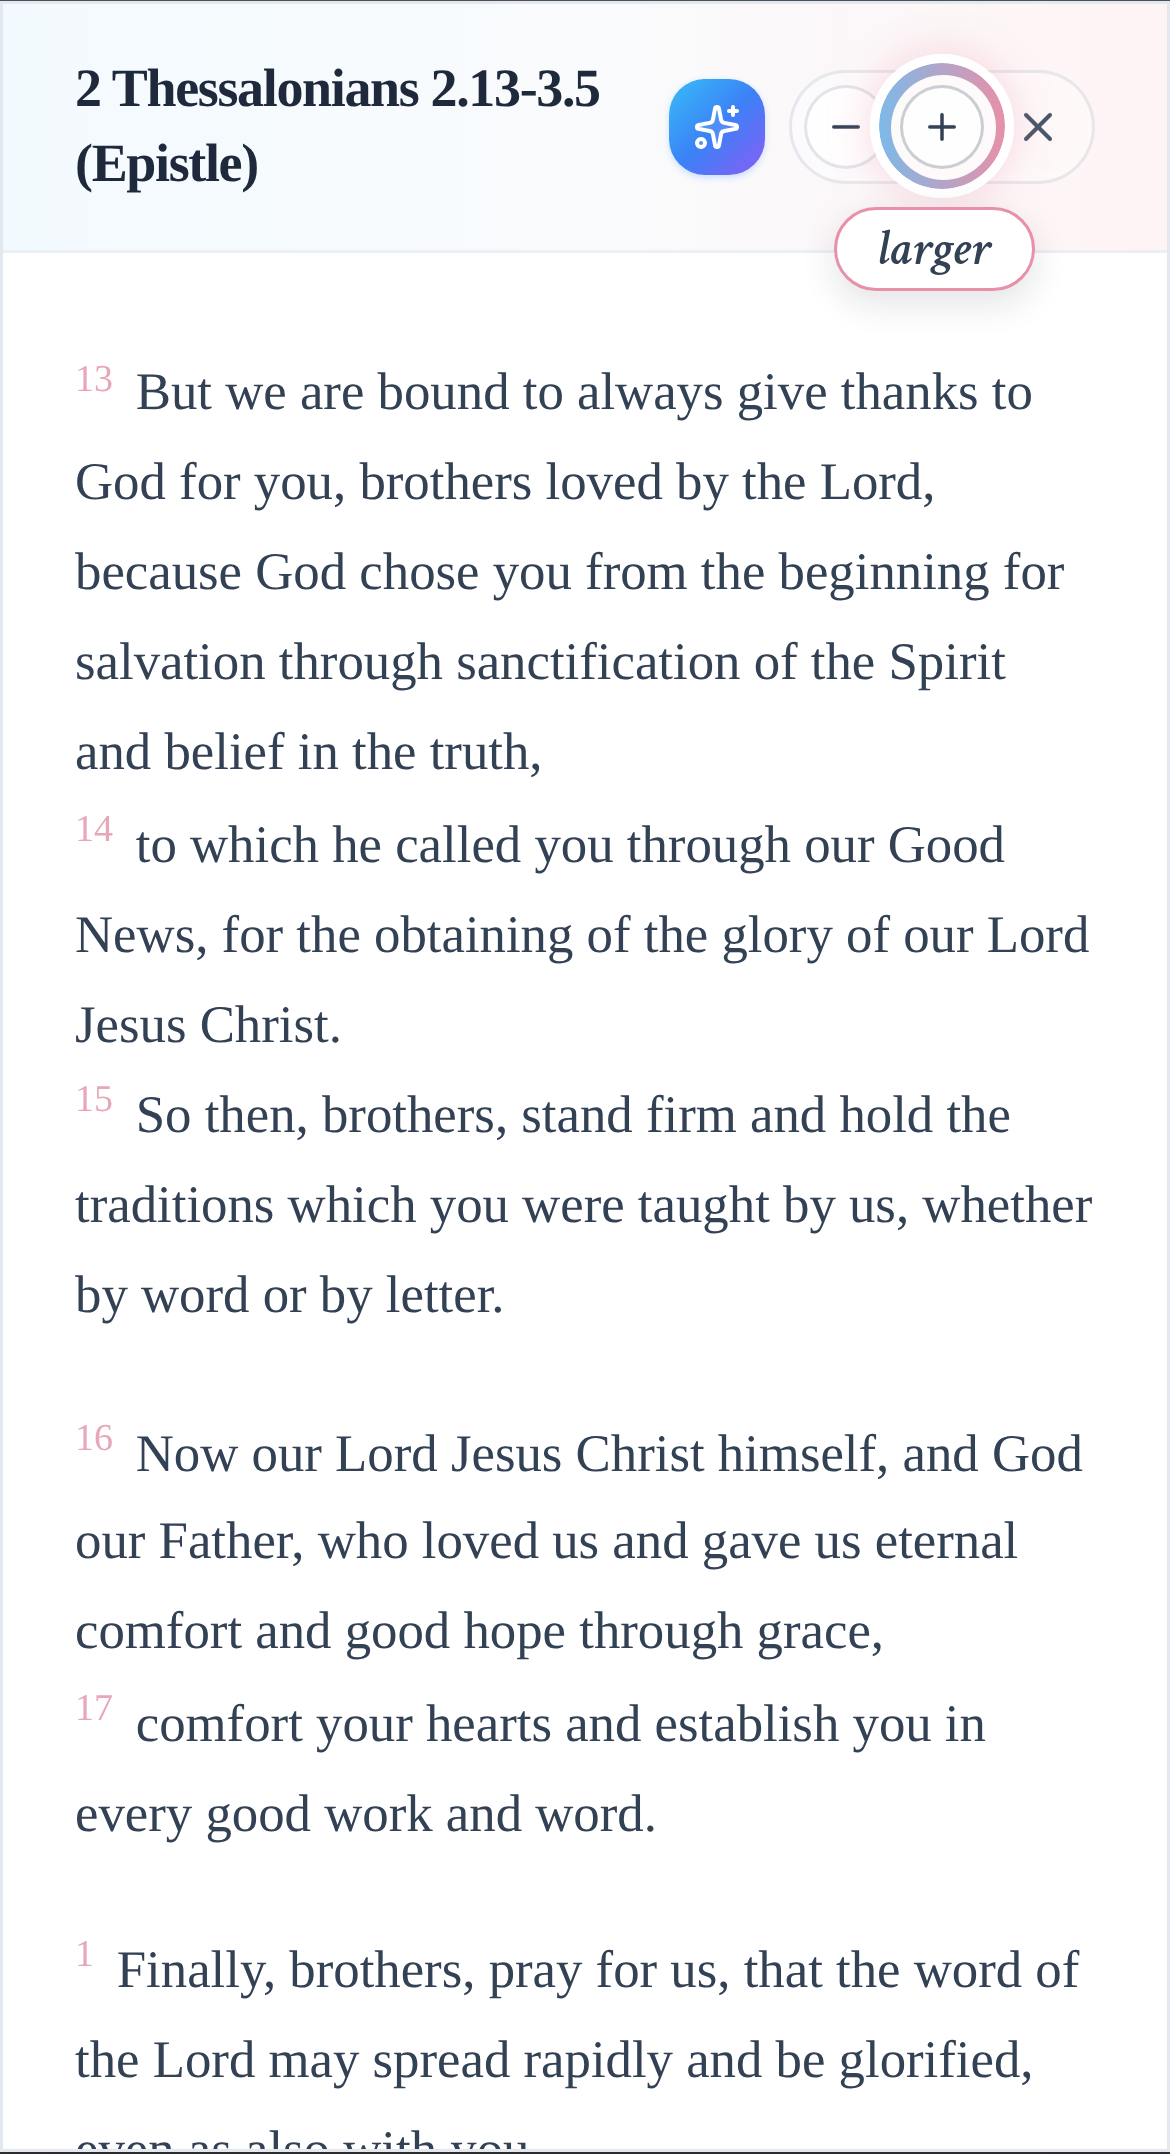 2 Thessalonians 2.13-3.5
(Epistle)
larger
13 But we are bound to always give thanks to
God for you, brothers loved by the Lord,
because God chose you from the beginning for
salvation through sanctification of the Spirit
and belief in the truth,
14 to which he called you through our Good
News, for the obtaining of the glory of our Lord
Jesus Christ.
15 So then, brothers, stand firm and hold the
traditions which you were taught by us, whether
by word or by letter.
16 Now our Lord Jesus Christ himself, and God
our Father, who loved us and gave us eternal
comfort and good hope through grace,
17 comfort your hearts and establish you in
every good work and word.
1 Finally, brothers, pray for us, that the word of
the Lord may spread rapidly and be glorified,
even as also with you